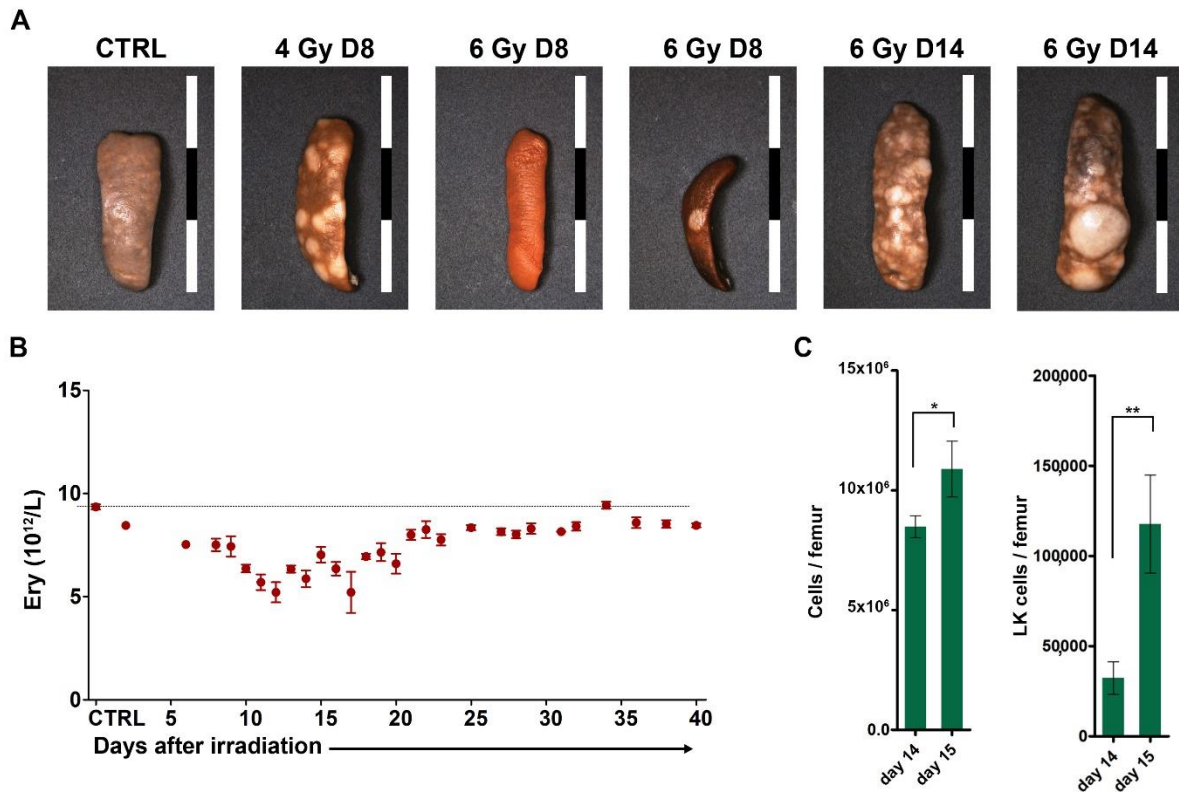 A
CTRL
4 Gy D8
6 Gy D8
6 Gy D8
6 Gy D14
6 Gy D14
B
15
10
5
0
Ery (10¹²/L)
CTRL 5 10 15 20 25 30 35 40
Days after irradiation
C
15x10⁶
10x10⁶
5x10⁶
0.0
Cells / femur
*
day 14
day 15
200,000
150,000
100,000
50,000
0
LK cells / femur
**
day 14
day 15